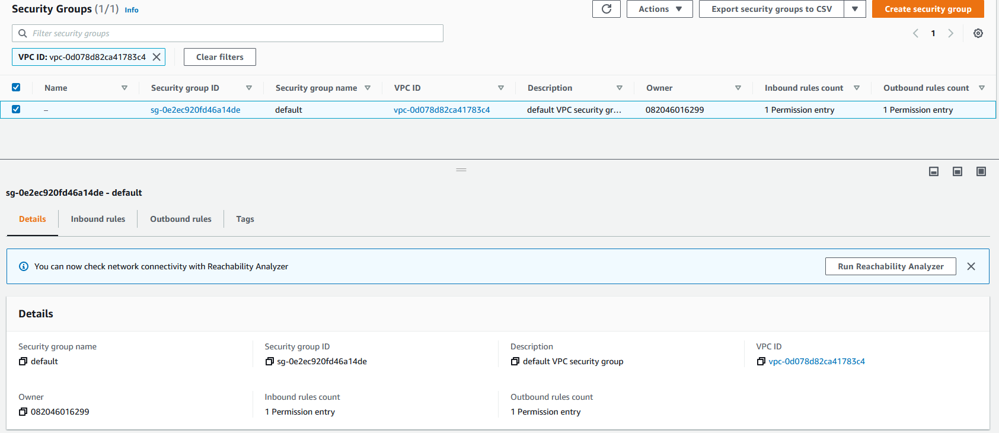 Security Groups (1/1) Info
Actions
Export security groups to CSV
Create security group
Filter security groups
1
VPC ID: vpc-0d078d82ca41783c4
Clear filters
Name Security group ID Security group name VPC ID Description Owner Inbound rules count Outbound rules count
– sg-0e2ec920fd46a14de default vpc-0d078d82ca41783c4 default VPC security gr... 082046016299 1 Permission entry 1 Permission entry
sg-0e2ec920fd46a14de - default
Details Inbound rules Outbound rules Tags
You can now check network connectivity with Reachability Analyzer
Run Reachability Analyzer
Details
Security group name Security group ID Description VPC ID
default sg-0e2ec920fd46a14de default VPC security group vpc-0d078d82ca41783c4
Owner Inbound rules count Outbound rules count
082046016299 1 Permission entry 1 Permission entry